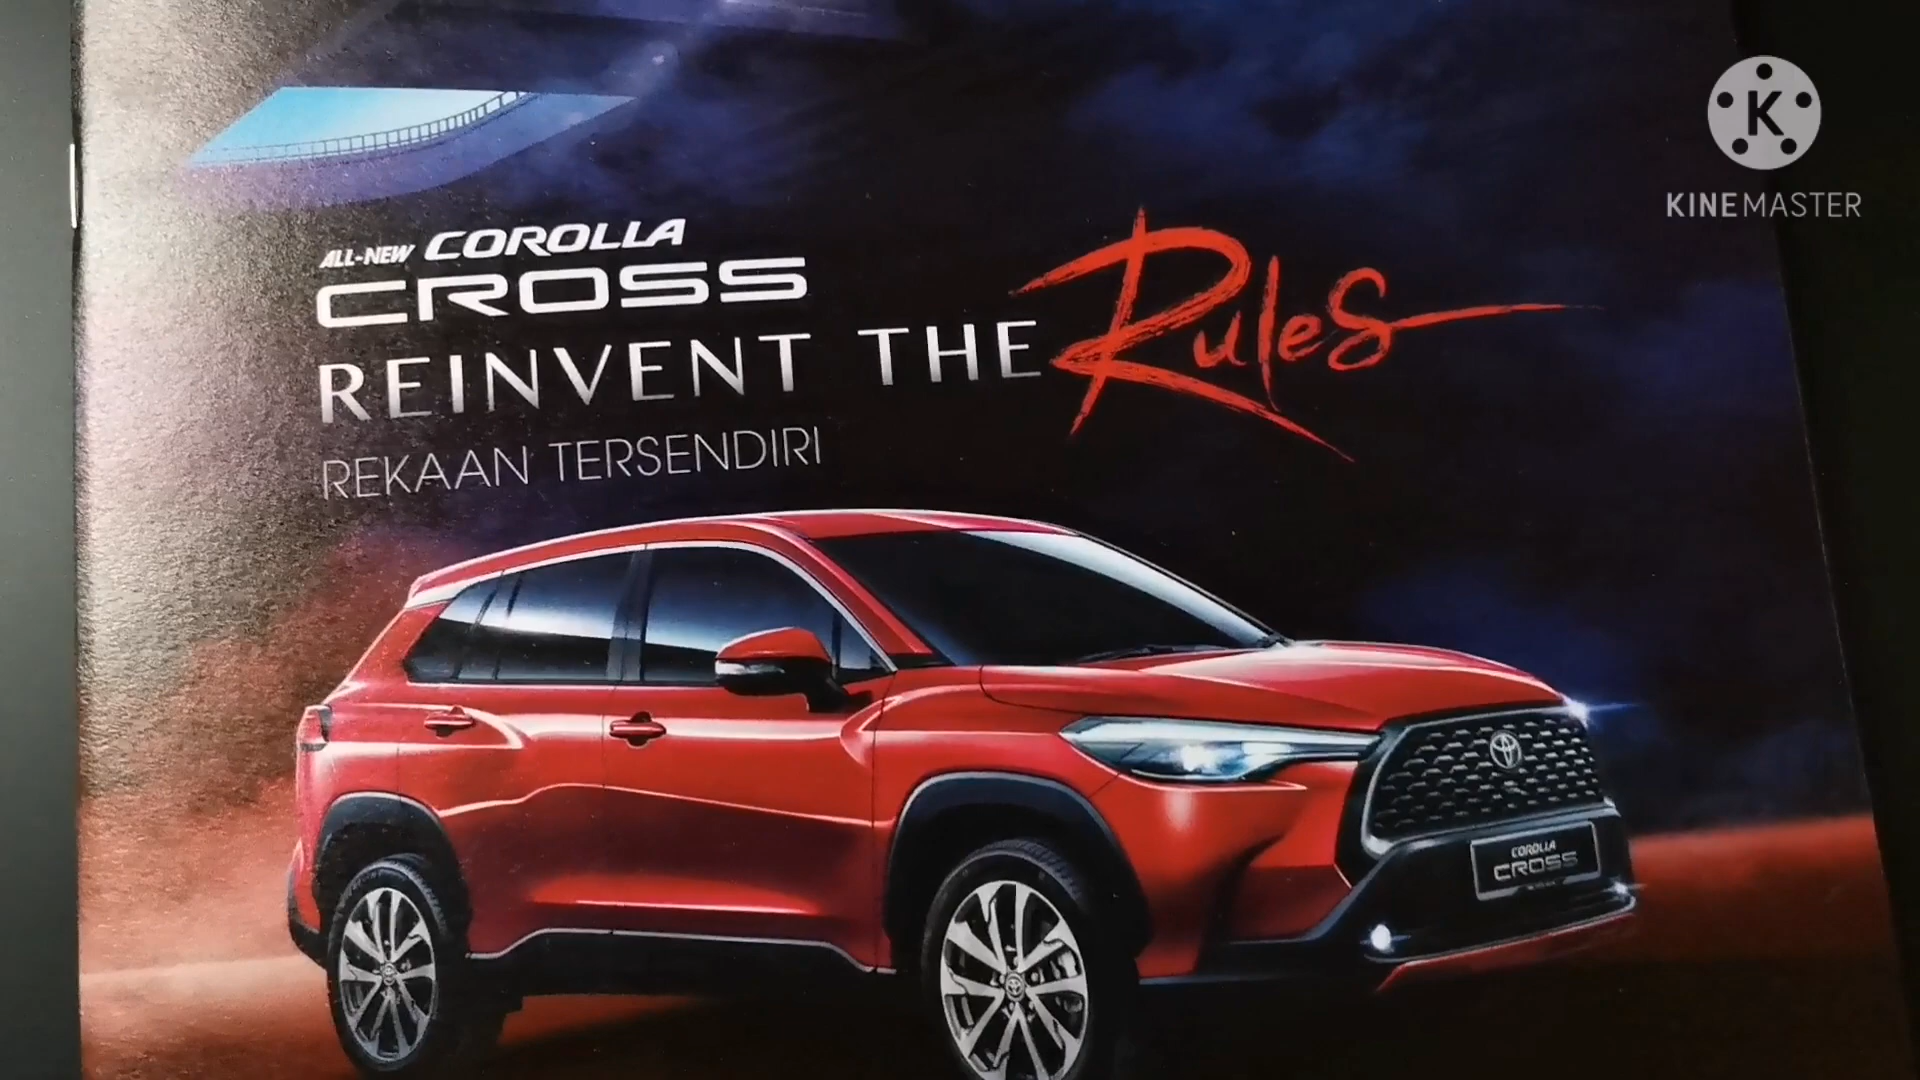 ALL-NEW COROLLA
CROSS
REINVENT THE Rules
REKAAN TERSENDIRI
COROLLA
CROSS
K
KINEMASTER